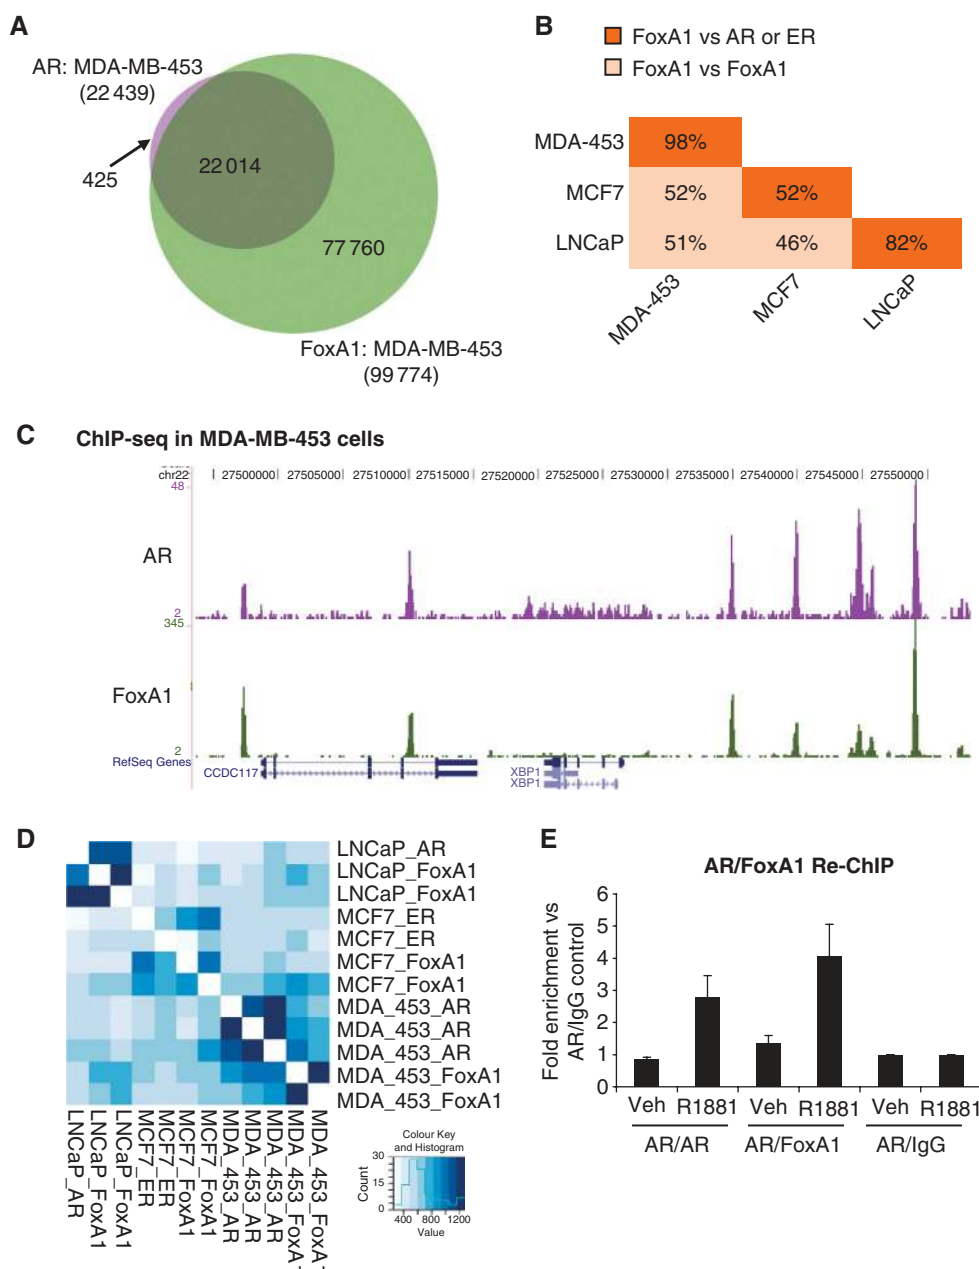 A
AR: MDA-MB-453
(22 439)
425
22 014
77 760
FoxA1: MDA-MB-453
(99 774)
B
FoxA1 vs AR or ER
FoxA1 vs FoxA1
MDA-453 98%
MCF7 52% 52%
LNCaP 51% 46% 82%
MDA-453 MCF7 LNCaP
C ChIP-seq in MDA-MB-453 cells
chr22 27500000 27505000 27510000 27515000 27520000 27525000 27530000 27535000 27540000 27545000 27550000
48
AR
2
345
FoxA1
2
RefSeq Genes
CCDC117 XBP1
XBP1
D
LNCaP_AR
LNCaP_FoxA1
LNCaP_FoxA1
MCF7_ER
MCF7_ER
MCF7_FoxA1
MCF7_FoxA1
MDA_453_AR
MDA_453_AR
MDA_453_AR
MDA_453_FoxA1
MDA_453_FoxA1
LNCaP_AR
LNCaP_FoxA1
LNCaP_FoxA1
MCF7_ER
MCF7_ER
MCF7_FoxA1
MCF7_FoxA1
MDA_453_AR
MDA_453_AR
MDA_453_AR
MDA_453_FoxA
MDA_453_FoxA
Colour Key
and Histogram
Count
30
15
0
400 800 1200
Value
E
AR/FoxA1 Re-ChIP
Fold enrichment vs
AR/IgG control
6
5
4
3
2
1
0
Veh R1881 Veh R1881 Veh R1881
AR/AR AR/FoxA1 AR/IgG